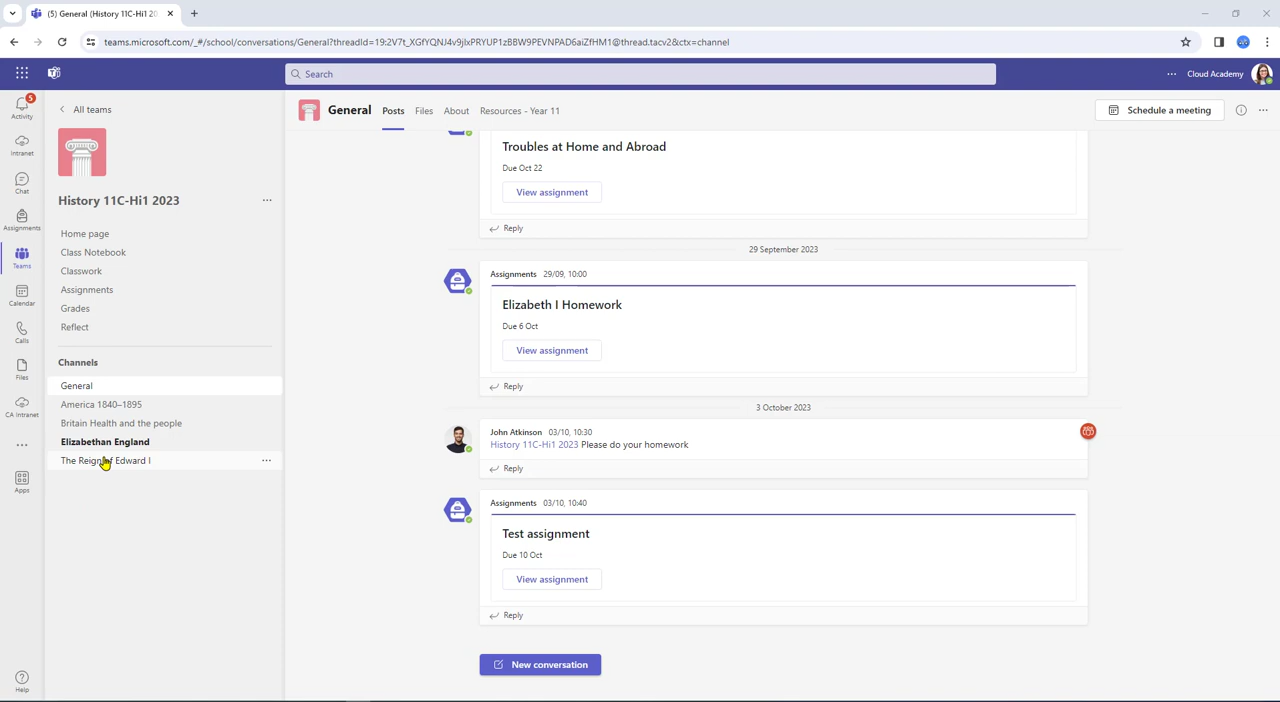 (5) General (History 11C-Hi1 20
teams.microsoft.com/_#/school/conversations/General?threadId=19:2V7t_XGfYQNJ4v9jlxPRYUP1zBBW9PEVNPAD6aiZfHM1@thread.tacv2&ctx=channel
Search
Cloud Academy
5
Activity
Intranet
Chat
Assignments
Teams
Calendar
Calls
Files
CA Intranet
Apps
Help
All teams
History 11C-Hi1 2023
Home page
Class Notebook
Classwork
Assignments
Grades
Reflect
Channels
General
America 1840–1895
Britain Health and the people
Elizabethan England
The Reign of Edward I
General
Posts
Files
About
Resources - Year 11
Schedule a meeting
Troubles at Home and Abroad
Due Oct 22
View assignment
Reply
29 September 2023
Assignments 29/09, 10:00
Elizabeth I Homework
Due 6 Oct
View assignment
Reply
3 October 2023
John Atkinson 03/10, 10:30
History 11C-Hi1 2023 Please do your homework
Reply
Assignments 03/10, 10:40
Test assignment
Due 10 Oct
View assignment
Reply
New conversation